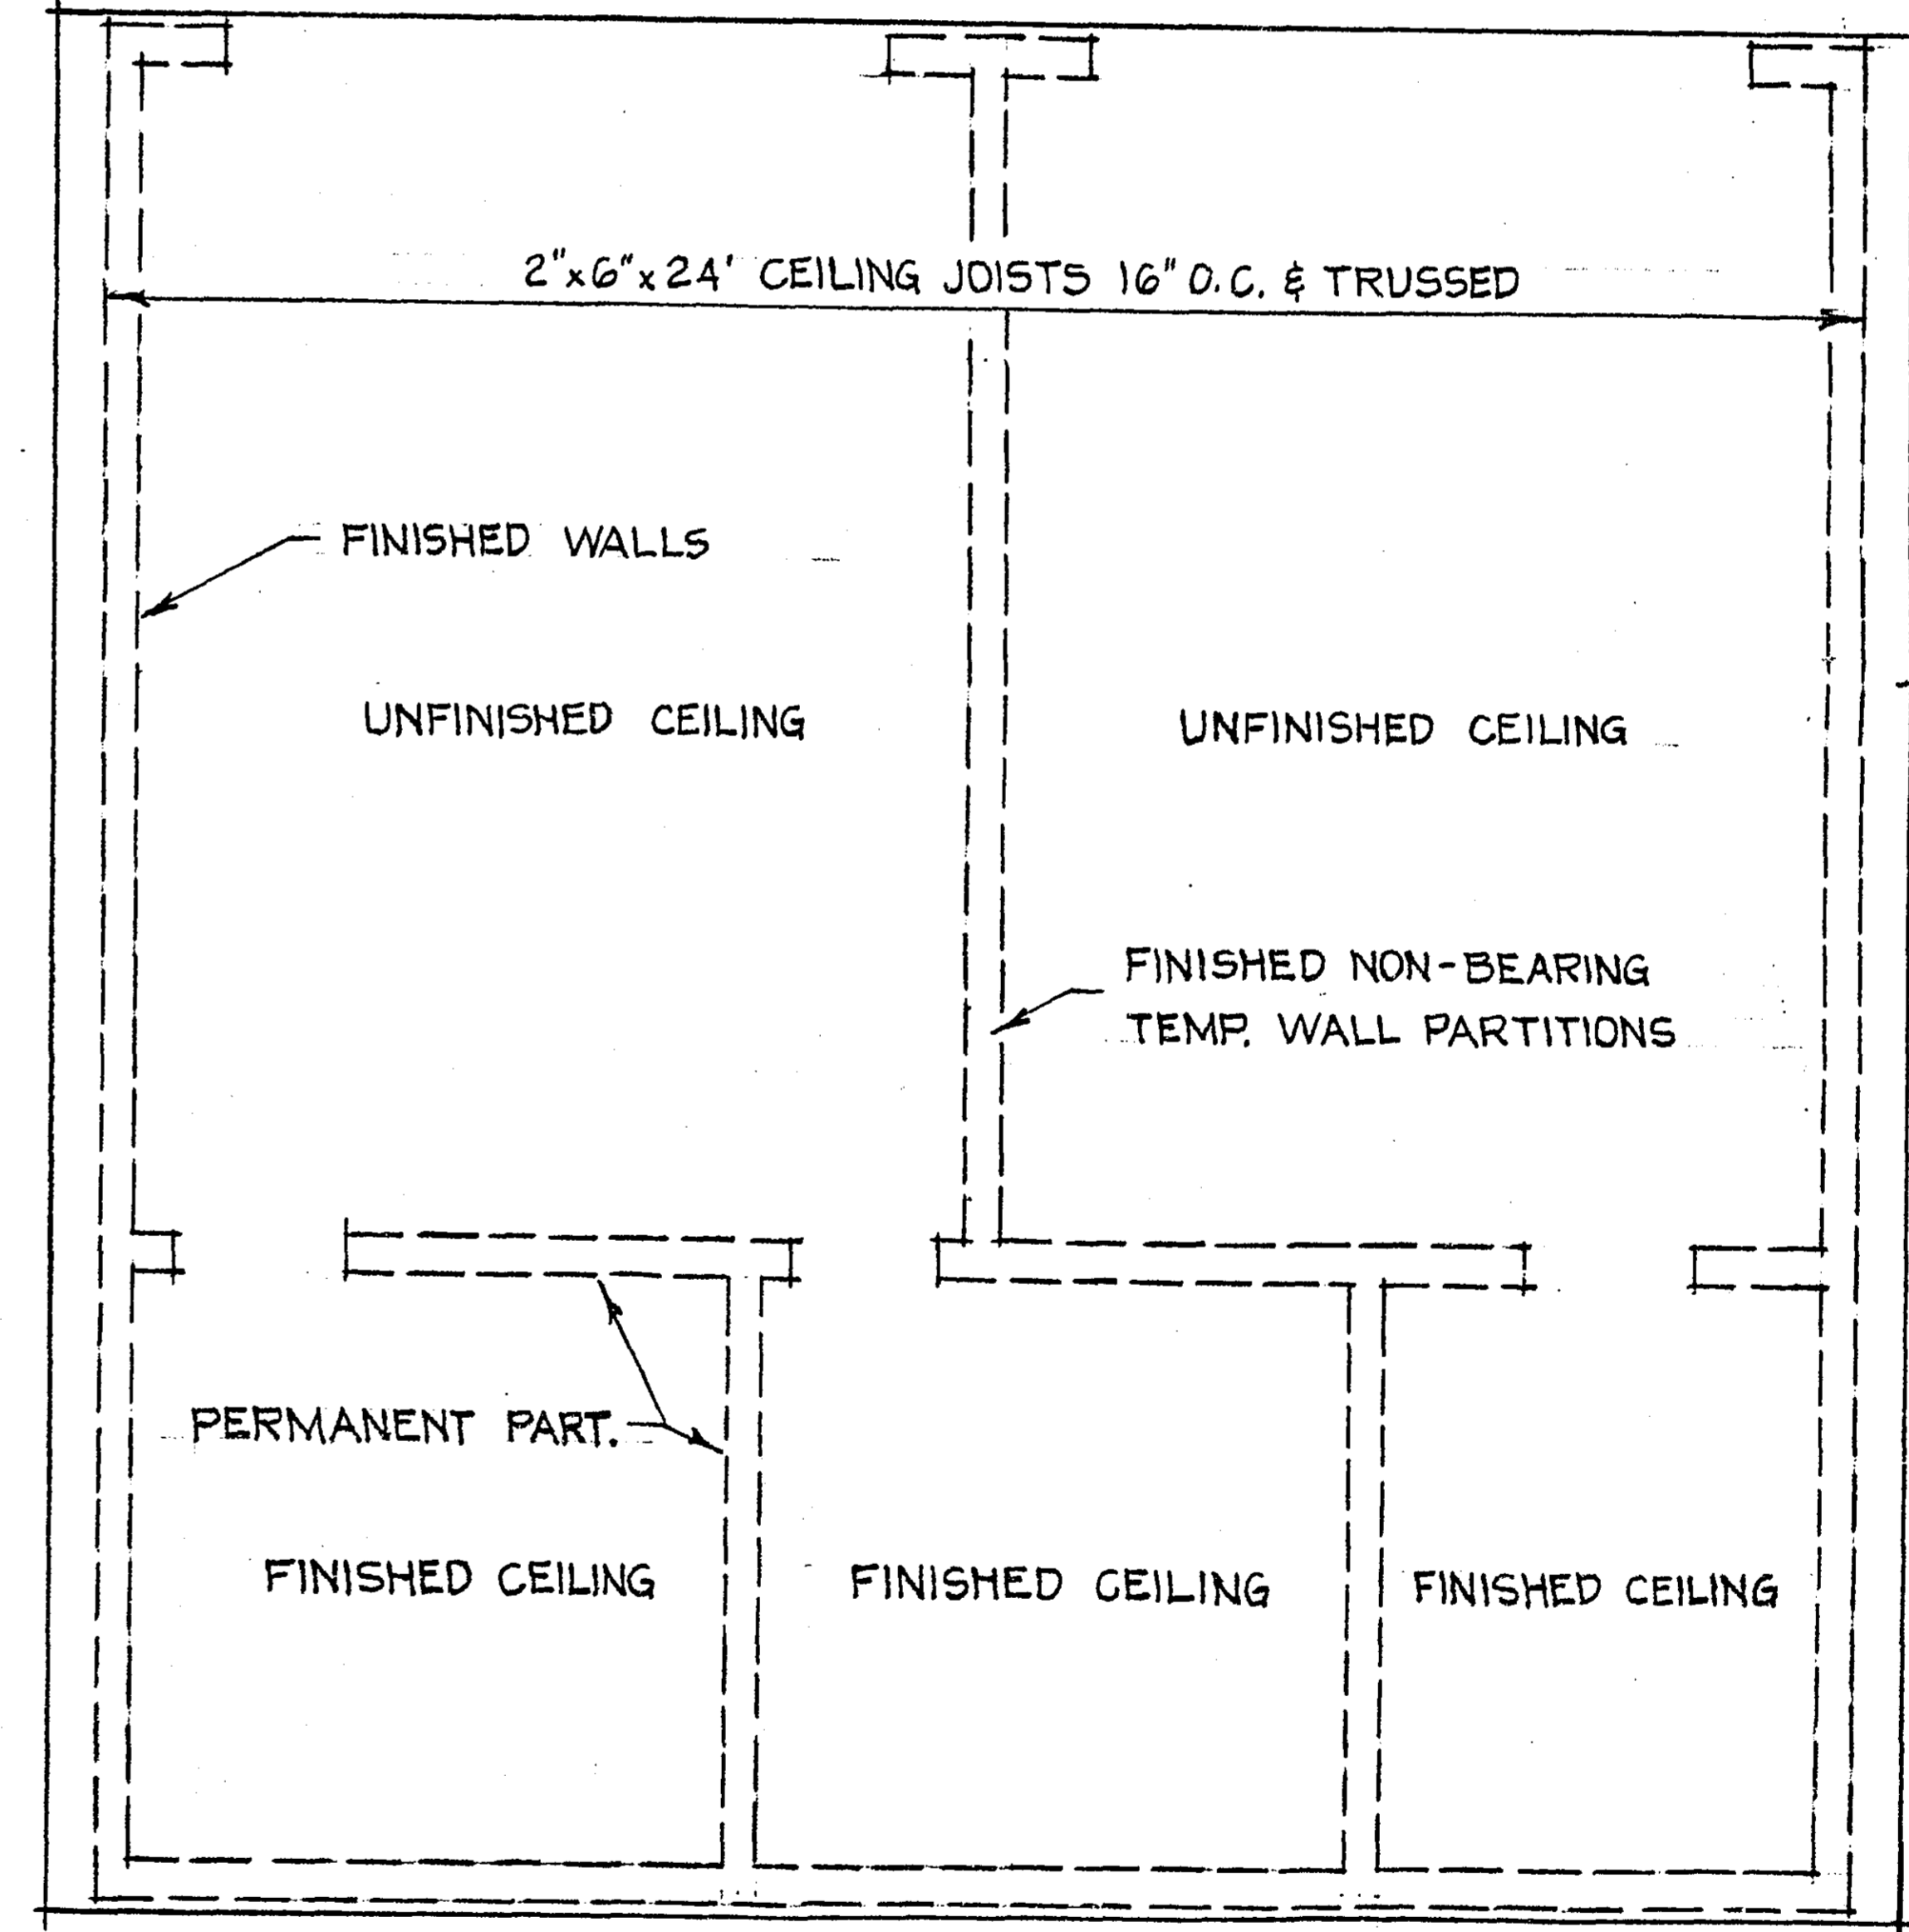 2"x6"x24' CEILING JOISTS 16" O.C. & TRUSSED
FINISHED WALLS
UNFINISHED CEILING
UNFINISHED CEILING
FINISHED NON-BEARING
TEMP. WALL PARTITIONS
PERMANENT PART.
FINISHED CEILING
FINISHED CEILING
FINISHED CEILING